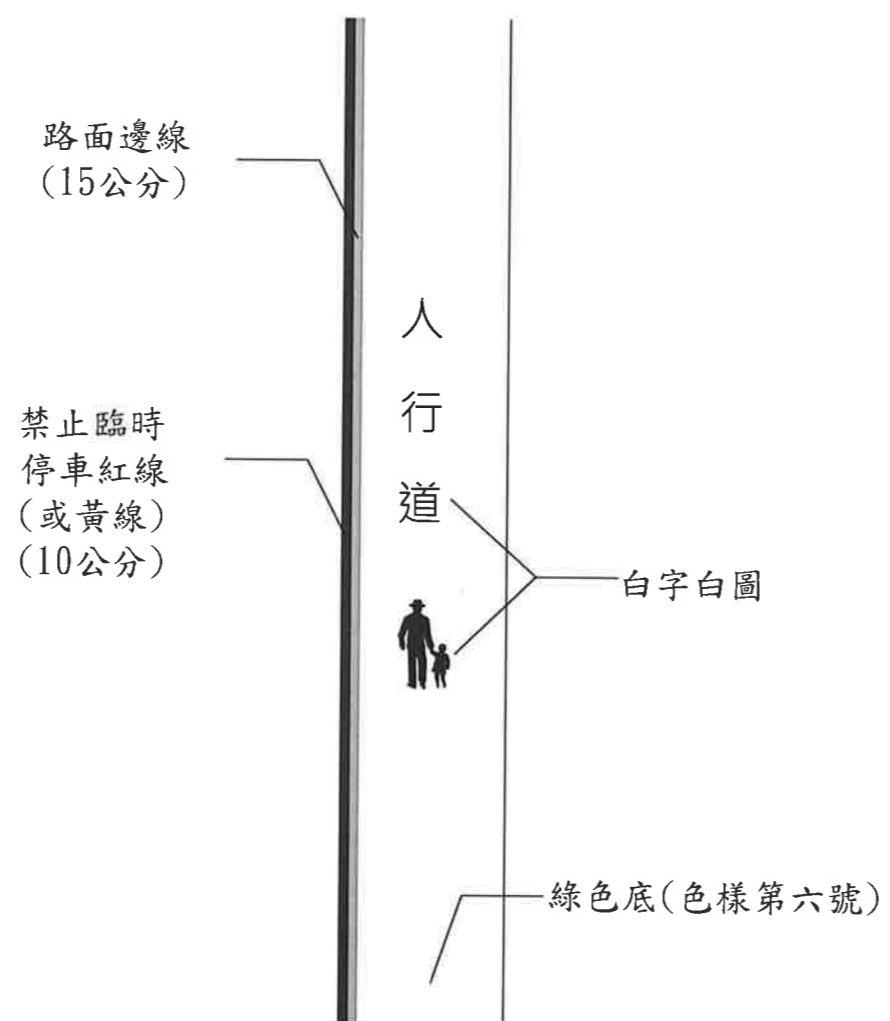 路面邊線
(15公分)
人
行
道
禁止臨時
停車紅線
(或黃線)
(10公分)
白字白圖
綠色底(色樣第六號)